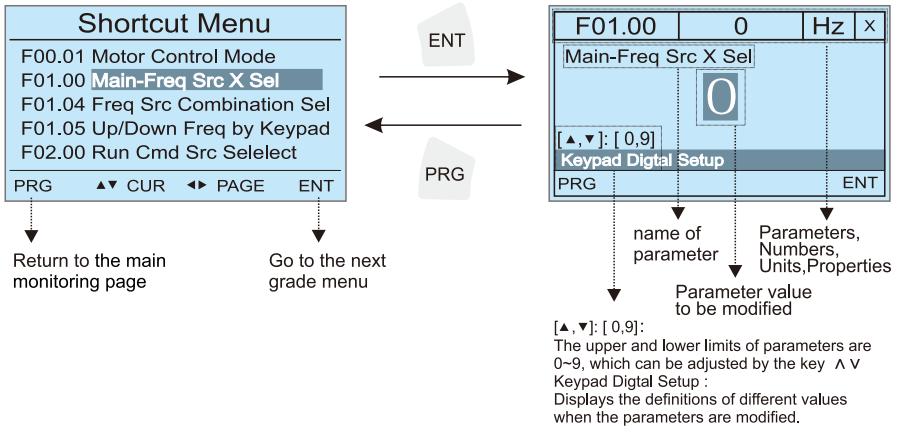 Shortcut Menu
F00.01 Motor Control Mode
F01.00 Main-Freq Src X Sel
F01.04 Freq Src Combination Sel
F01.05 Up/Down Freq by Keypad
F02.00 Run Cmd Src Selelect
PRG ▲▼ CUR ◄► PAGE ENT
Return to the main
monitoring page
Go to the next
grade menu
ENT
PRG
F01.00 0 Hz X
Main-Freq Src X Sel
0
[▲,▼]: [ 0,9]
Keypad Digtal Setup
PRG ENT
name of
parameter
Parameter value
to be modified
Parameters,
Numbers,
Units,Properties
[▲,▼]: [ 0,9]:
The upper and lower limits of parameters are
0~9, which can be adjusted by the key ∧ ∨
Keypad Digtal Setup :
Displays the definitions of different values
when the parameters are modified.